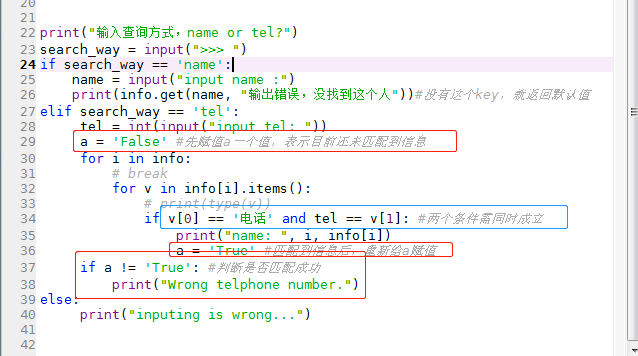 20
21
22 print("输入查询方式，name or tel?")
23 search_way = input(">>> ")
24 if search_way == 'name':
25 name = input("input name :")
26 print(info.get(name, "输出错误，没找到这个人"))#没有这个key，就返回默认值
27 elif search_way == 'tel':
28 tel = int(input("input tel: "))
29 a = 'False' #先赋值a一个值，表示目前还未匹配到信息
30 for i in info:
31 # break
32 for v in info[i].items():
33 # print(type(v))
34 if v[0] == '电话' and tel == v[1]: #两个条件需同时成立
35 print("name: ", i, info[i])
36 a = 'True' #匹配到信息后，重新给a赋值
37 if a != 'True': #判断是否匹配成功
38 print("Wrong telphone number.")
39 else:
40 print("inputing is wrong...")
41
42